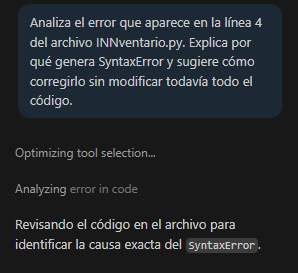 Analiza el error que aparece en la línea 4
del archivo INNventario.py. Explica por
qué genera SyntaxError y sugiere cómo
corregirlo sin modificar todavía todo el
código.
Optimizing tool selection...
Analyzing error in code
Revisando el código en el archivo para
identificar la causa exacta del SyntaxError.